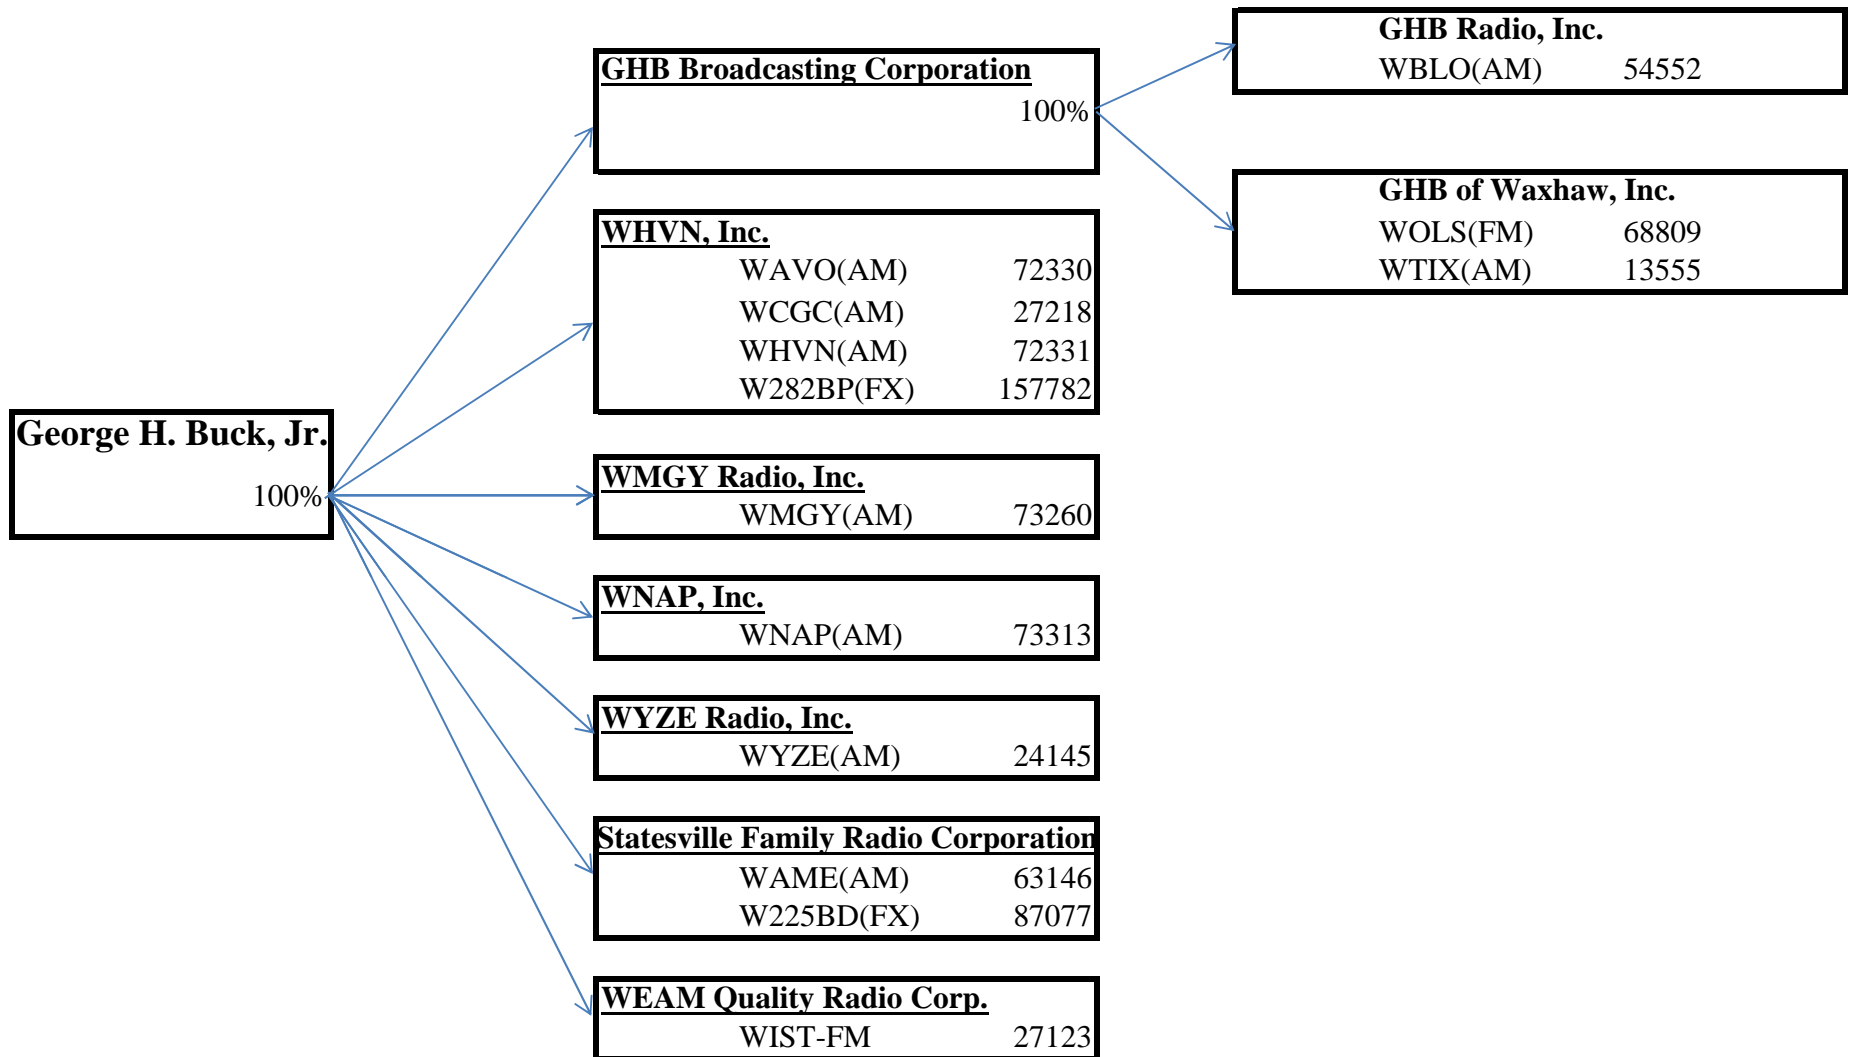 George H. Buck, Jr.
100%
GHB Broadcasting Corporation
100%
WHVN, Inc.
WAVO(AM) 72330
WCGC(AM) 27218
WHVN(AM) 72331
W282BP(FX) 157782
WMGY Radio, Inc.
WMGY(AM) 73260
WNAP, Inc.
WNAP(AM) 73313
WYZE Radio, Inc.
WYZE(AM) 24145
Statesville Family Radio Corporation
WAME(AM) 63146
W225BD(FX) 87077
WEAM Quality Radio Corp.
WIST-FM 27123
GHB Radio, Inc.
WBLO(AM) 54552
GHB of Waxhaw, Inc.
WOLS(FM) 68809
WTIX(AM) 13555